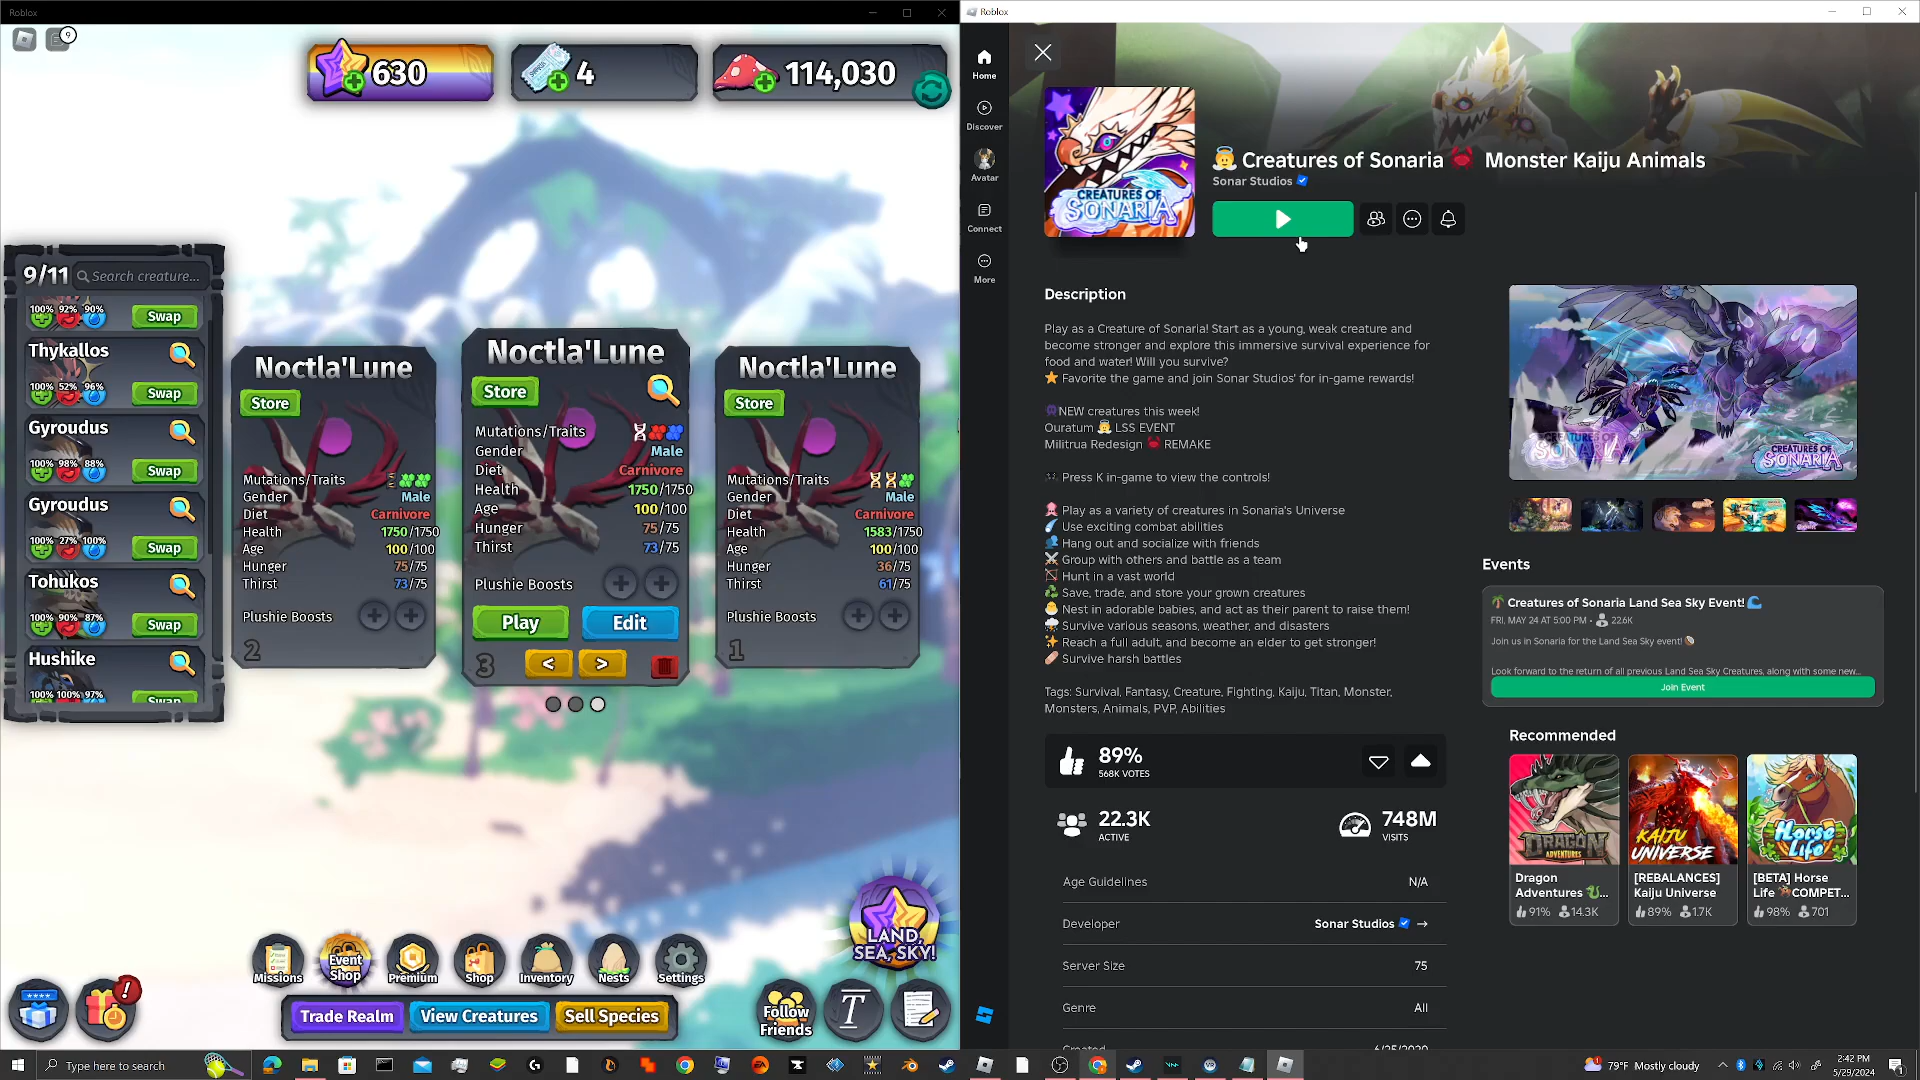 Roblox
9
630
4
114,030
9/11
Search creature...
100% 92% 90%
Swap
Thykallos
100% 52% 96%
Swap
Gyroudus
100% 98% 88%
Swap
Gyroudus
100% 27% 100%
Swap
Tohukos
100% 90% 87%
Swap
Hushike
100% 100% 97%
Swap
Noctla'Lune
Store
Mutations/Traits
Gender Male
Diet Carnivore
Health 1750/1750
Age 100/100
Hunger 75/75
Thirst 73/75
Plushie Boosts
2
Noctla'Lune
Store
Mutations/Traits
Gender Male
Diet Carnivore
Health 1750/1750
Age 100/100
Hunger 75/75
Thirst 73/75
Plushie Boosts
Play
Edit
3
<
>
Noctla'Lune
Store
Mutations/Traits
Gender Male
Diet Carnivore
Health 1583/1750
Age 100/100
Hunger 36/75
Thirst 61/75
Plushie Boosts
1
LAND,
SEA, SKY!
Missions
Event
Shop
Premium
Shop
Inventory
Nests
Settings
Trade Realm
View Creatures
Sell Species
Follow
Friends
T
Roblox
Home
Discover
Avatar
Connect
More
CREATURES OF
SONARIA
Creatures of Sonaria 🦀 Monster Kaiju Animals
Sonar Studios
Description
Play as a Creature of Sonaria! Start as a young, weak creature and
become stronger and explore this immersive survival experience for
food and water! Will you survive?
⭐ Favorite the game and join Sonar Studios' for in-game rewards!
NEW creatures this week!
Ouratum 😇 LSS EVENT
Militrua Redesign 🦀 REMAKE
Press K in-game to view the controls!
Play as a variety of creatures in Sonaria's Universe
Use exciting combat abilities
Hang out and socialize with friends
Group with others and battle as a team
Hunt in a vast world
Save, trade, and store your grown creatures
Nest in adorable babies, and act as their parent to raise them!
Survive various seasons, weather, and disasters
Reach a full adult, and become an elder to get stronger!
Survive harsh battles
Tags: Survival, Fantasy, Creature, Fighting, Kaiju, Titan, Monster,
Monsters, Animals, PVP, Abilities
89%
568K VOTES
22.3K
ACTIVE
748M
VISITS
Age Guidelines N/A
Developer Sonar Studios →
Server Size 75
Genre All
Created 6/25/2020
CREATURES OF
SONARIA
CREATURES OF
SONARIA
Events
Creatures of Sonaria Land Sea Sky Event!
FRI, MAY 24 AT 5:00 PM • 22.6K
Join us in Sonaria for the Land Sea Sky event!
Look forward to the return of all previous Land Sea Sky Creatures, along with some new...
Join Event
Recommended
DRAGON
ADVENTURES
Dragon
Adventures 🐉...
91% 14.3K
KAIJU
UNIVERSE
[REBALANCES]
Kaiju Universe
89% 1.7K
Horse
Life
[BETA] Horse
Life 🐎COMPET...
98% 701
Type here to search
79°F Mostly cloudy
2:42 PM
5/29/2024